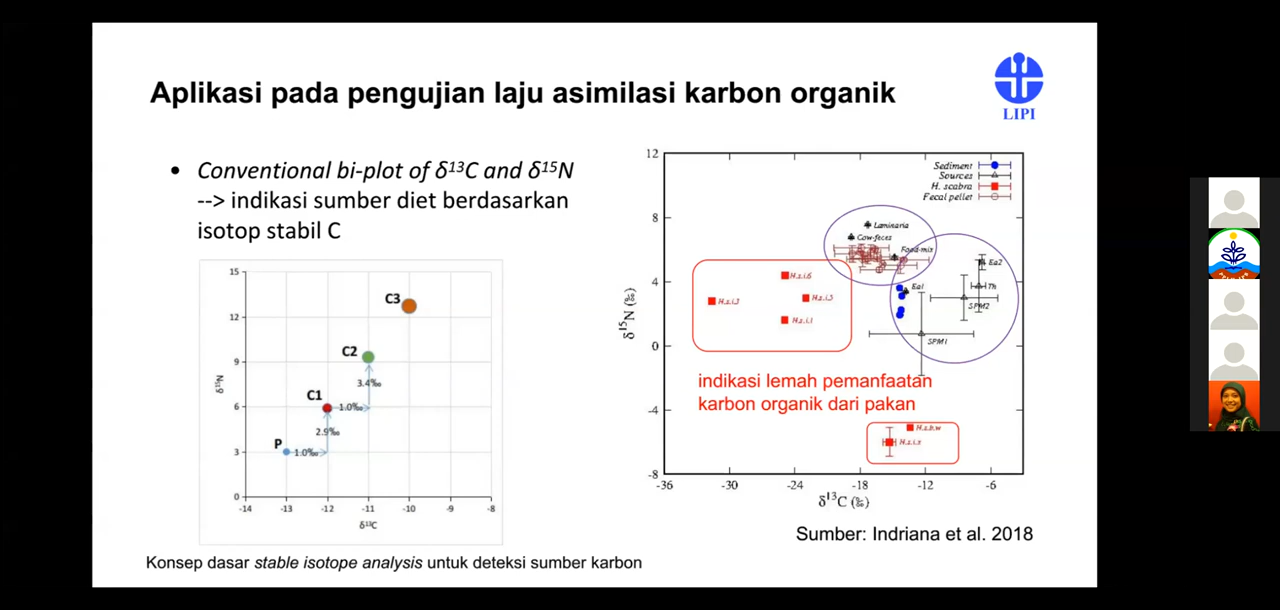 Aplikasi pada pengujian laju asimilasi karbon organik
LIPI
• Conventional bi-plot of δ¹³C and δ¹⁵N
--> indikasi sumber diet berdasarkan
isotop stabil C
15
12
9
6
3
0
δ¹⁵N
C3
C2
3.4‰
C1
1.0‰
2.9‰
P
1.0‰
-14 -13 -12 -11 -10 -9 -8
δ¹³C
Konsep dasar stable isotope analysis untuk deteksi sumber karbon
12
8
4
0
-4
-8
δ¹⁵N (‰)
Sediment
Sources
H. scabra
Fecal pellet
Laminaria
Cow-feces
Food-mix
Ea2
H.s.i.6
Th
Ea1
H.s.i.5
SPM2
H.s.i.1
SPM1
indikasi lemah pemanfaatan
karbon organik dari pakan
H.s.b.w
-36 -30 -24 -18 -12 -6
δ¹³C (‰)
Sumber: Indriana et al. 2018